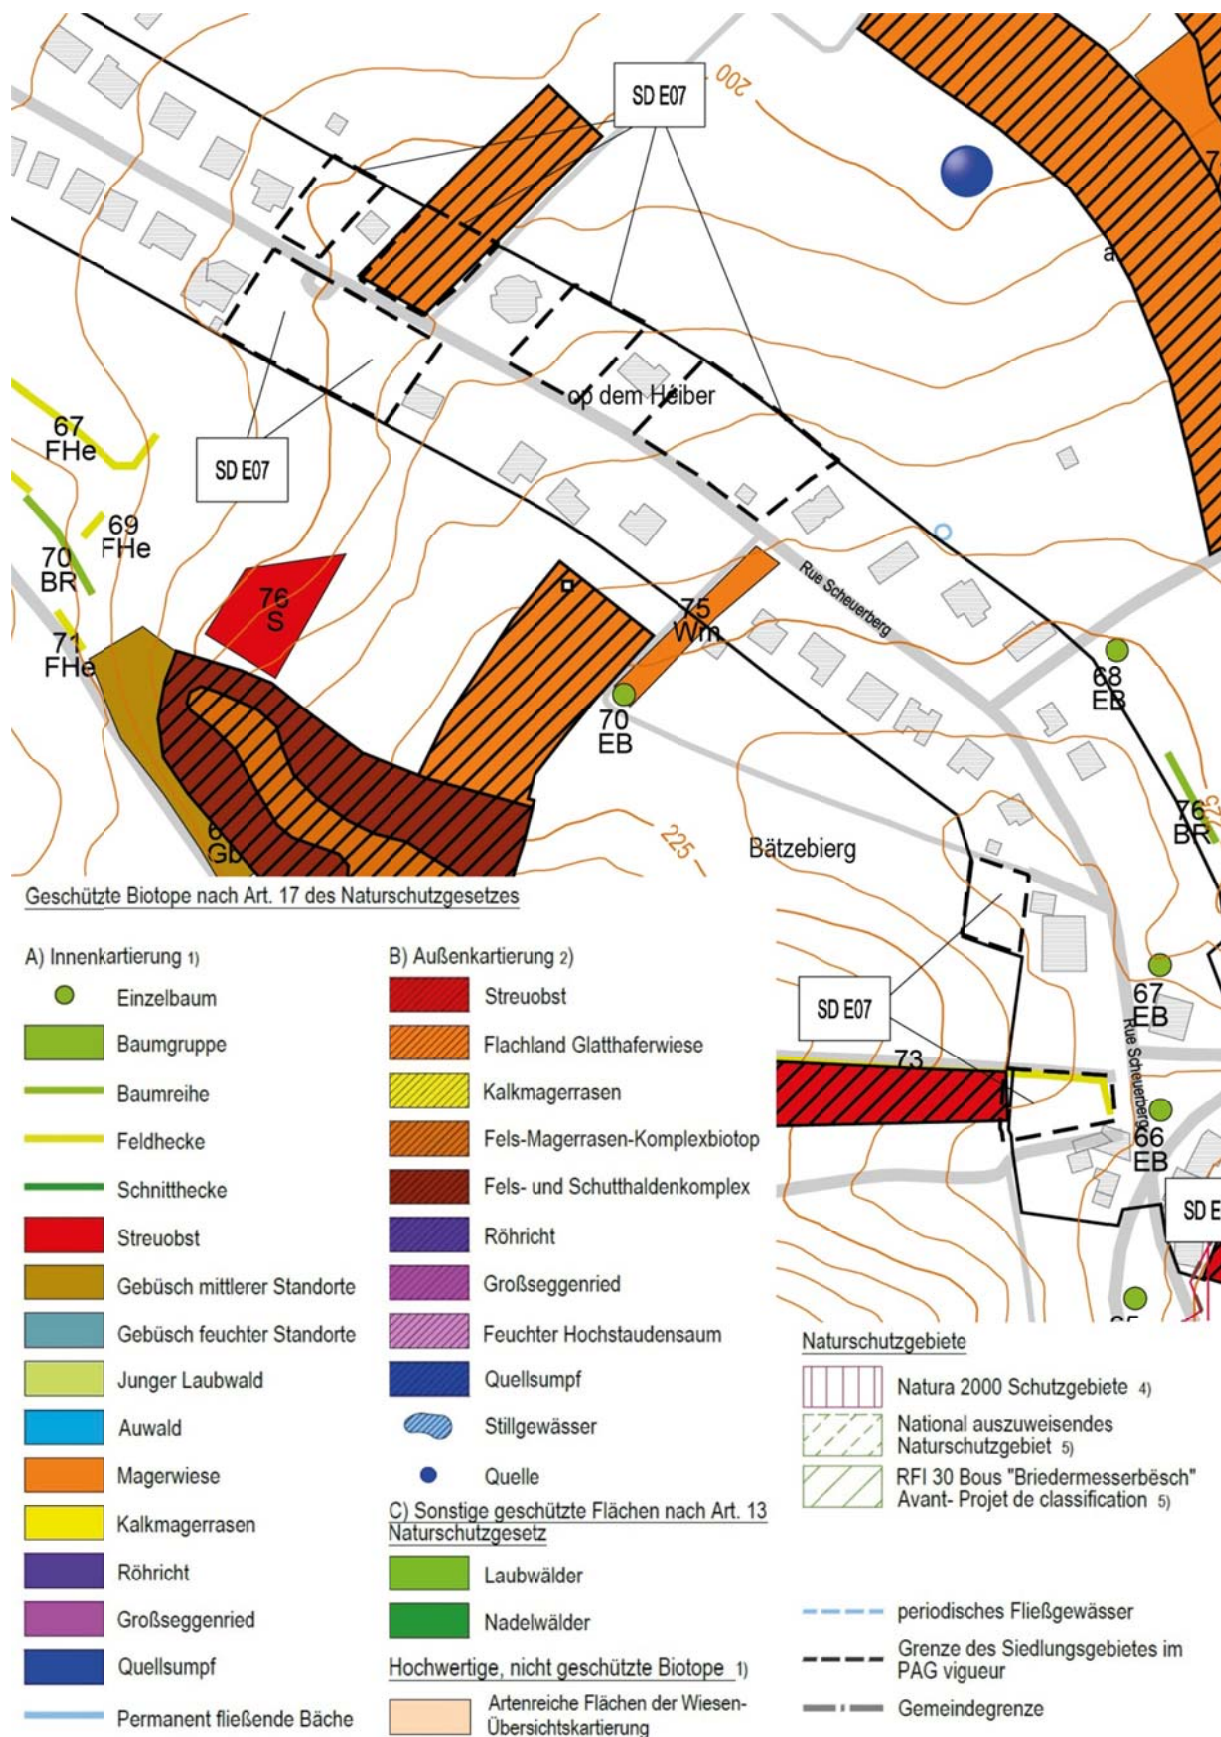 SD E07
200
op dem Heiber
67
FHe
SD E07
69
FHe
70
BR
76
S
71
FHe
75
Wm
Rue Scheuerberg
68
EB
70
EB
76
BR
225
Bätzebierg
Gb
SD E07
67
EB
73
Rue Scheuerberg
66
EB
SD E
Geschützte Biotope nach Art. 17 des Naturschutzgesetzes
A) Innenkartierung 1)
Einzelbaum
Baumgruppe
Baumreihe
Feldhecke
Schnitthecke
Streuobst
Gebüsch mittlerer Standorte
Gebüsch feuchter Standorte
Junger Laubwald
Auwald
Magerwiese
Kalkmagerrasen
Röhricht
Großseggenried
Quellsumpf
Permanent fließende Bäche
B) Außenkartierung 2)
Streuobst
Flachland Glatthaferwiese
Kalkmagerrasen
Fels-Magerrasen-Komplexbiotop
Fels- und Schutthaldenkomplex
Röhricht
Großseggenried
Feuchter Hochstaudensaum
Quellsumpf
Stillgewässer
Quelle
C) Sonstige geschützte Flächen nach Art. 13
Naturschutzgesetz
Laubwälder
Nadelwälder
Hochwertige, nicht geschützte Biotope 1)
Artenreiche Flächen der Wiesen-
Übersichtskartierung
Naturschutzgebiete
Natura 2000 Schutzgebiete 4)
National auszuweisendes
Naturschutzgebiet 5)
RFI 30 Bous "Briedermesserbësch"
Avant- Projet de classification 5)
periodisches Fließgewässer
Grenze des Siedlungsgebietes im
PAG vigueur
Gemeindegrenze